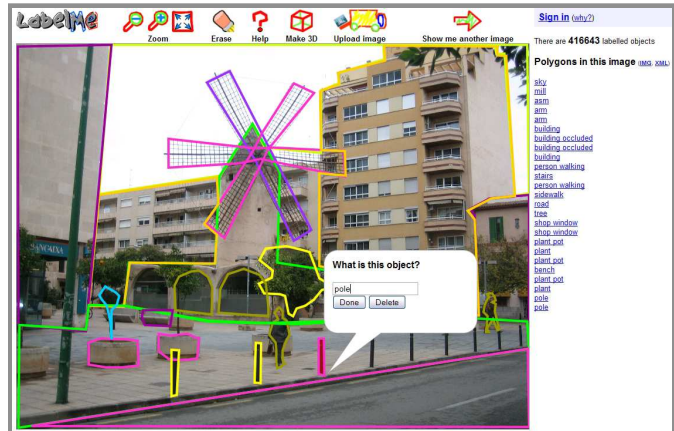 LabelMe
Zoom
Erase
Help
Make 3D
Upload image
Show me another image
Sign in (why?)
There are 416643 labelled objects
Polygons in this image (IMG, XML)
sky
mill
asm
arm
arm
building
building occluded
building occluded
building
person walking
stairs
person walking
sidewalk
road
tree
shop window
shop window
plant pot
plant
plant pot
bench
plant pot
plant
pole
pole
What is this object?
pole
Done
Delete